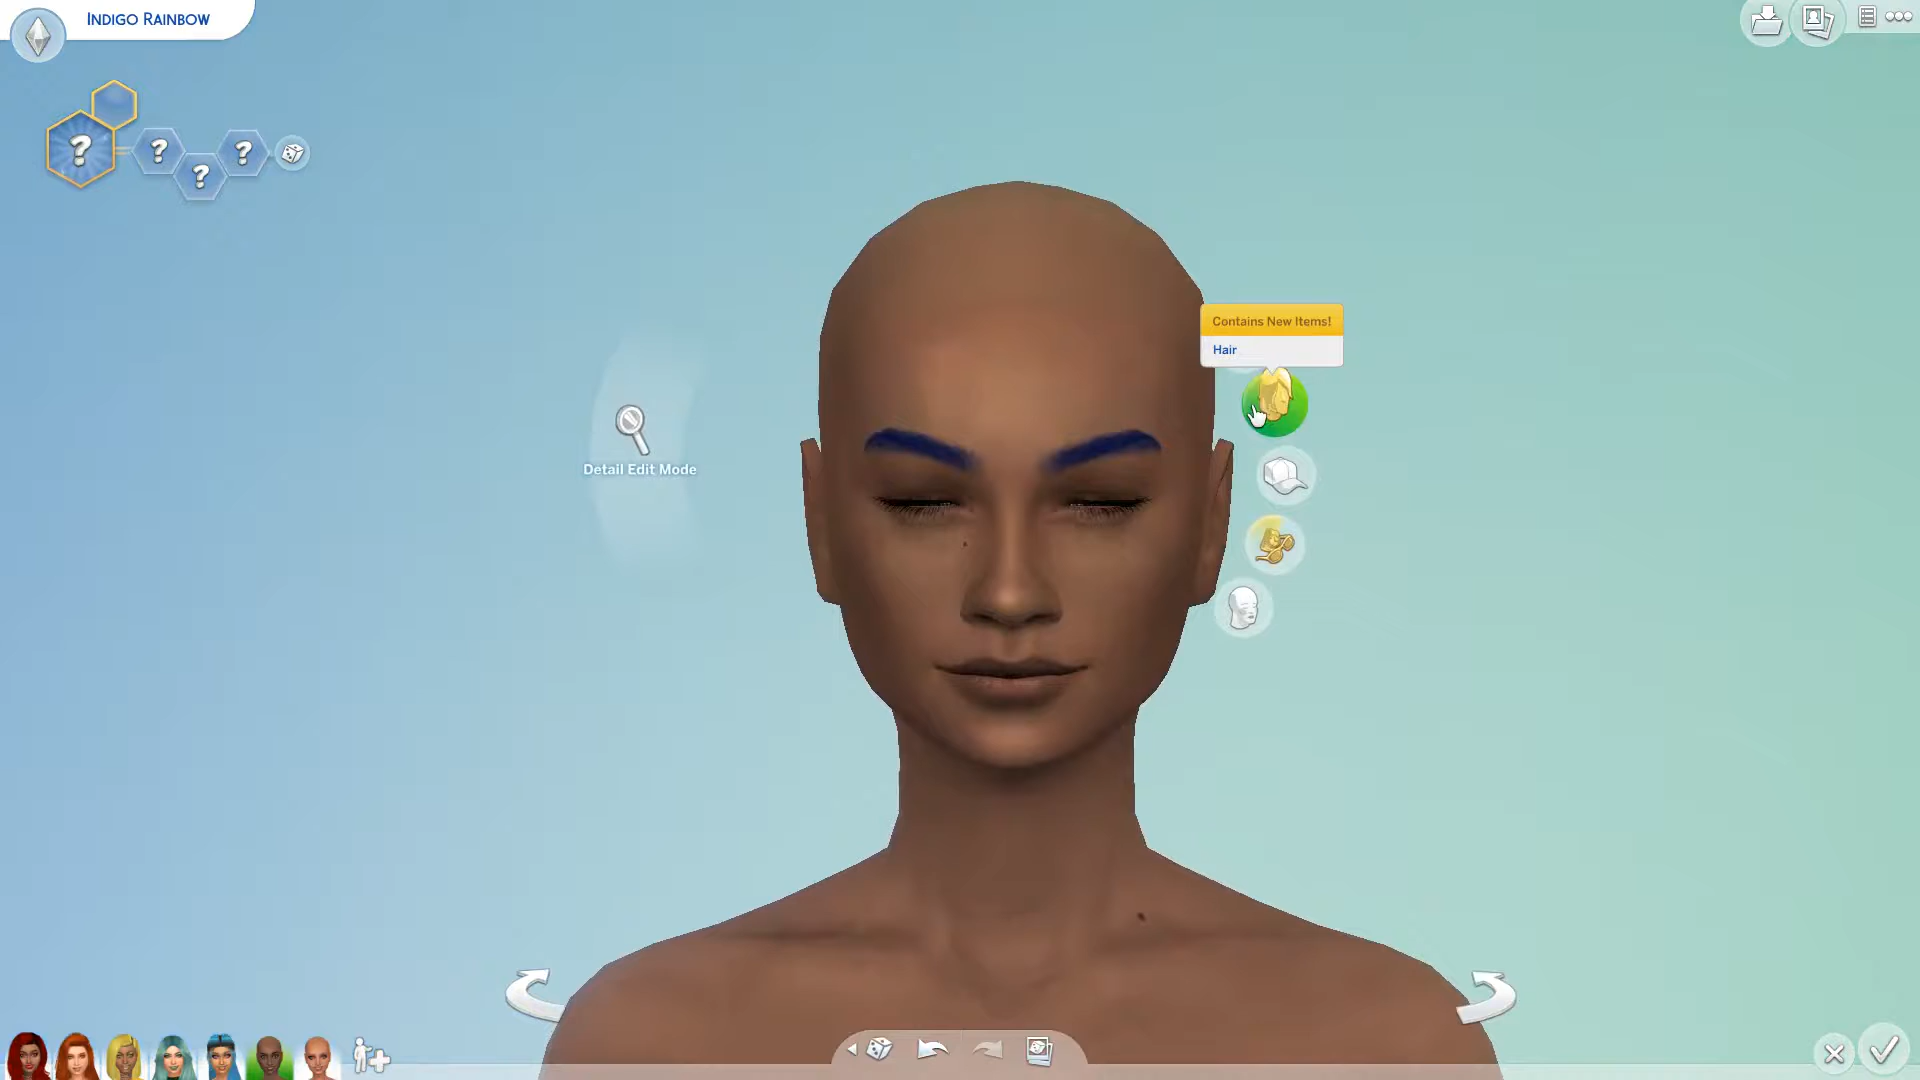 INDIGO RAINBOW
?
?
?
?
Contains New Items!
Hair
Detail Edit Mode